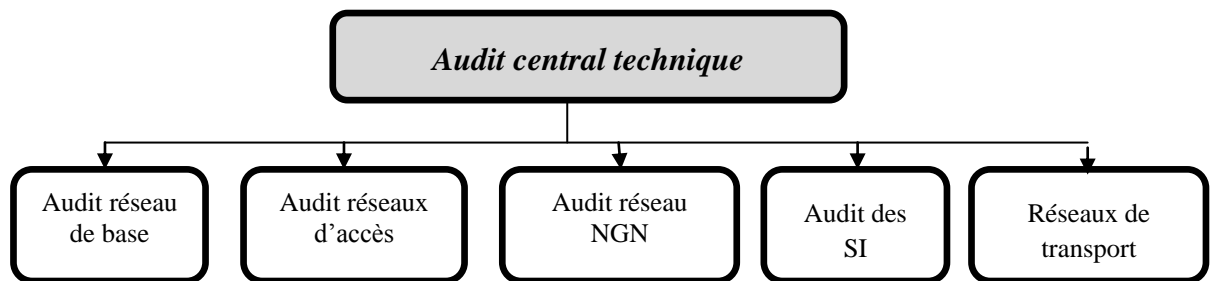 Audit central technique
Audit réseau
de base
Audit réseaux
d’accès
Audit réseau
NGN
Audit des
SI
Réseaux de
transport